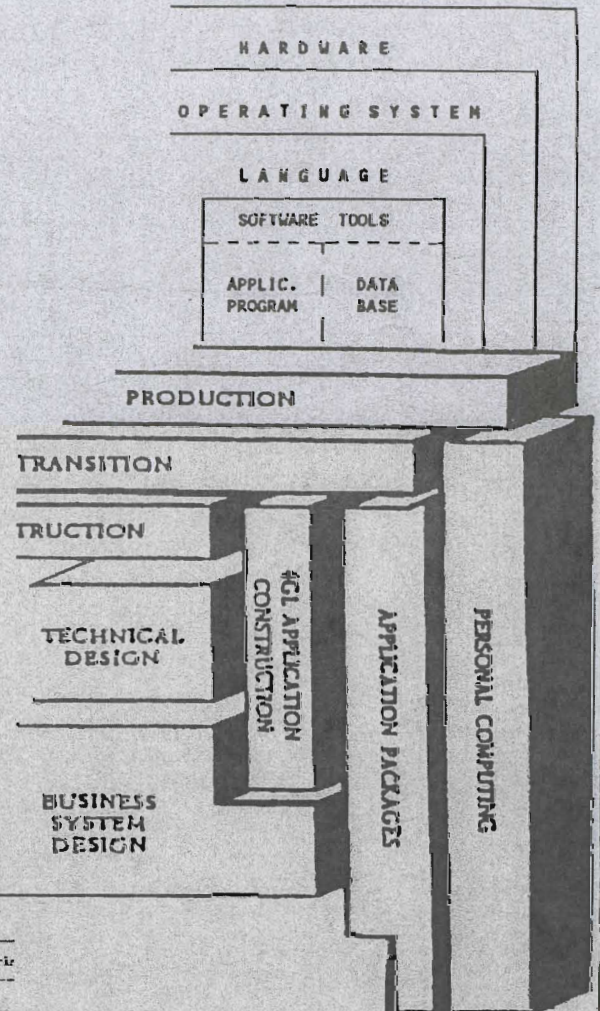 HARDWARE
OPERATING SYSTEM
LANGUAGE
SOFTWARE TOOLS
APPLIC. DATA
PROGRAM BASE
PRODUCTION
TRANSITION
TRUCTION
4GL APPLICATION
CONSTRUCTION
APPLICATION PACKAGES
PERSONAL COMPUTING
TECHNICAL
DESIGN
BUSINESS
SYSTEM
DESIGN